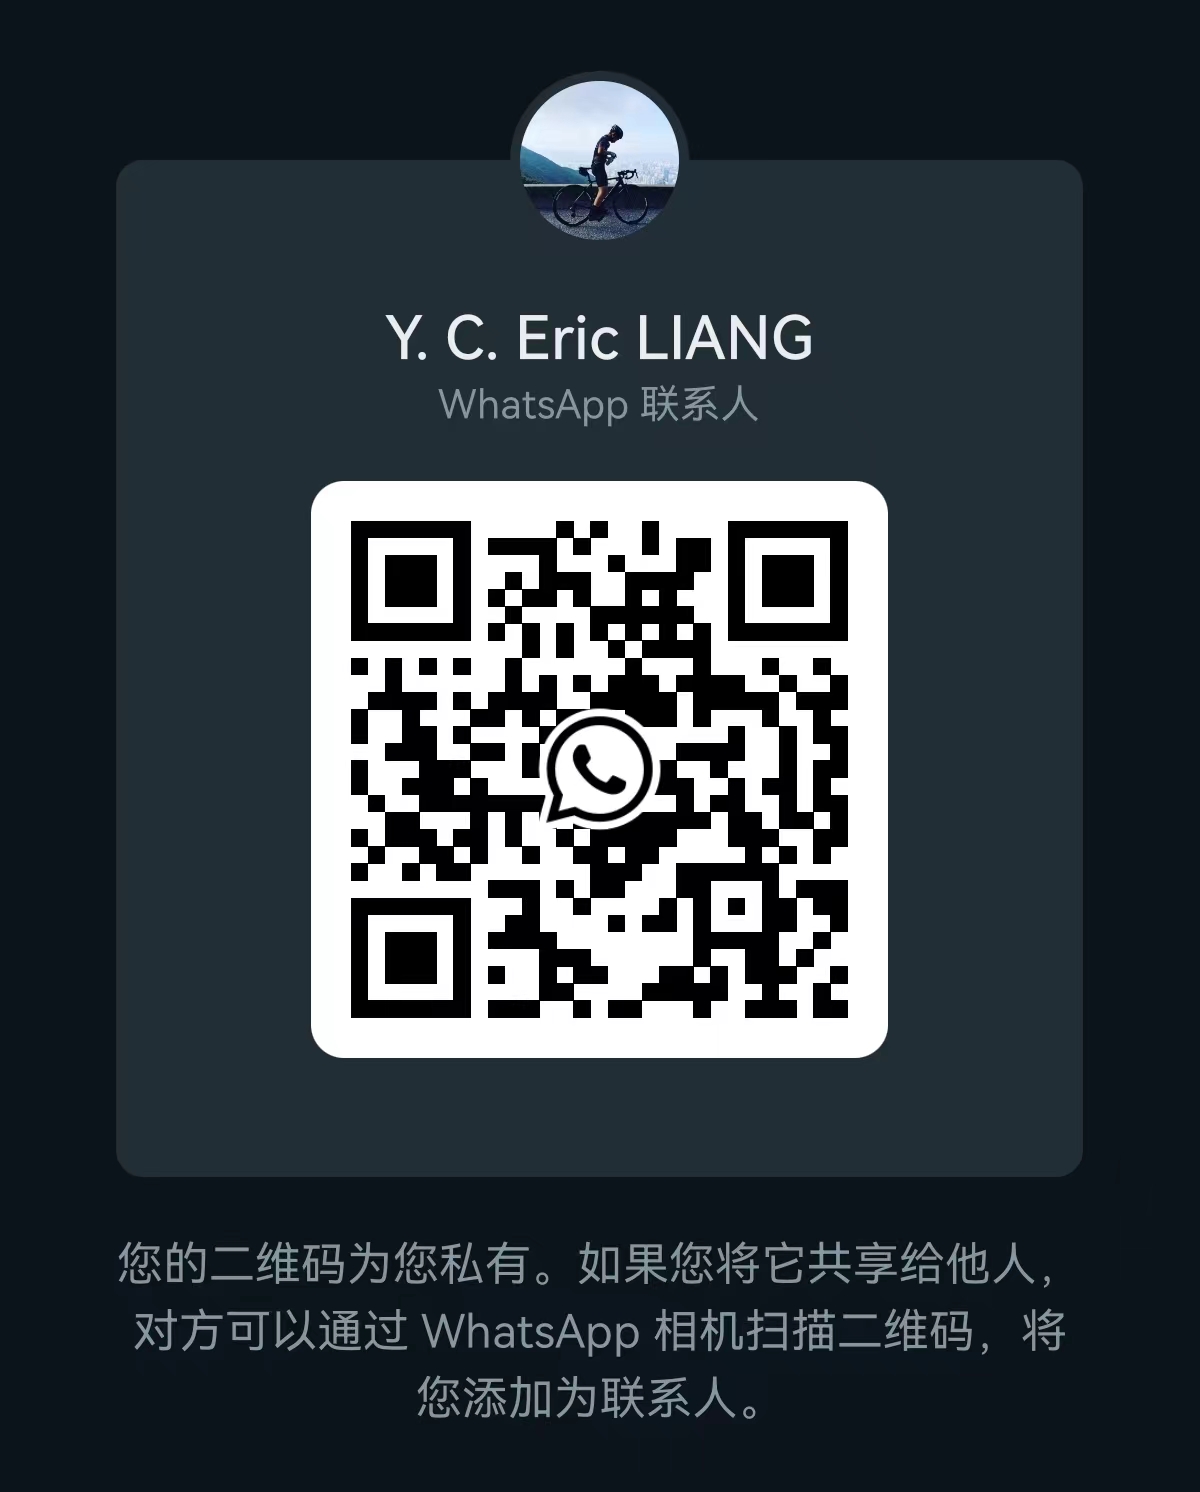 Y. C. Eric LIANG
WhatsApp 联系人
您的二维码为您私有。如果您将它共享给他人，
对方可以通过 WhatsApp 相机扫描二维码，将
您添加为联系人。